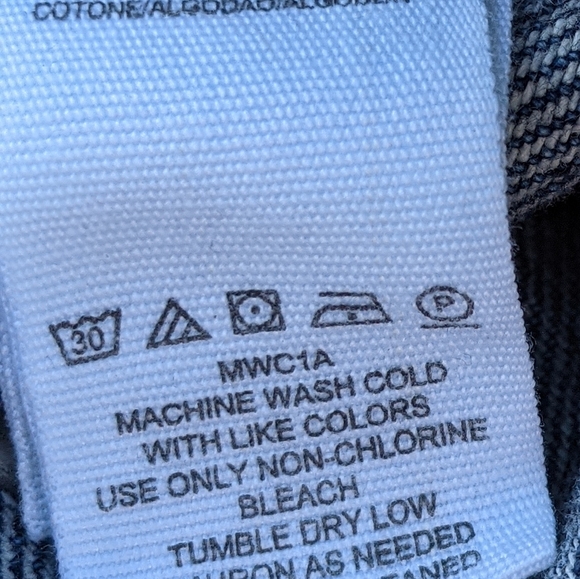 COTONE/ALGODAO/ALGODÓN
30 P
MWC1A
MACHINE WASH COLD
WITH LIKE COLORS
USE ONLY NON-CHLORINE
BLEACH
TUMBLE DRY LOW
IRON AS NEEDED